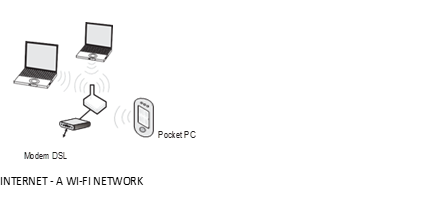 Pocket PC
Modem DSL
INTERNET - A WI-FI NETWORK